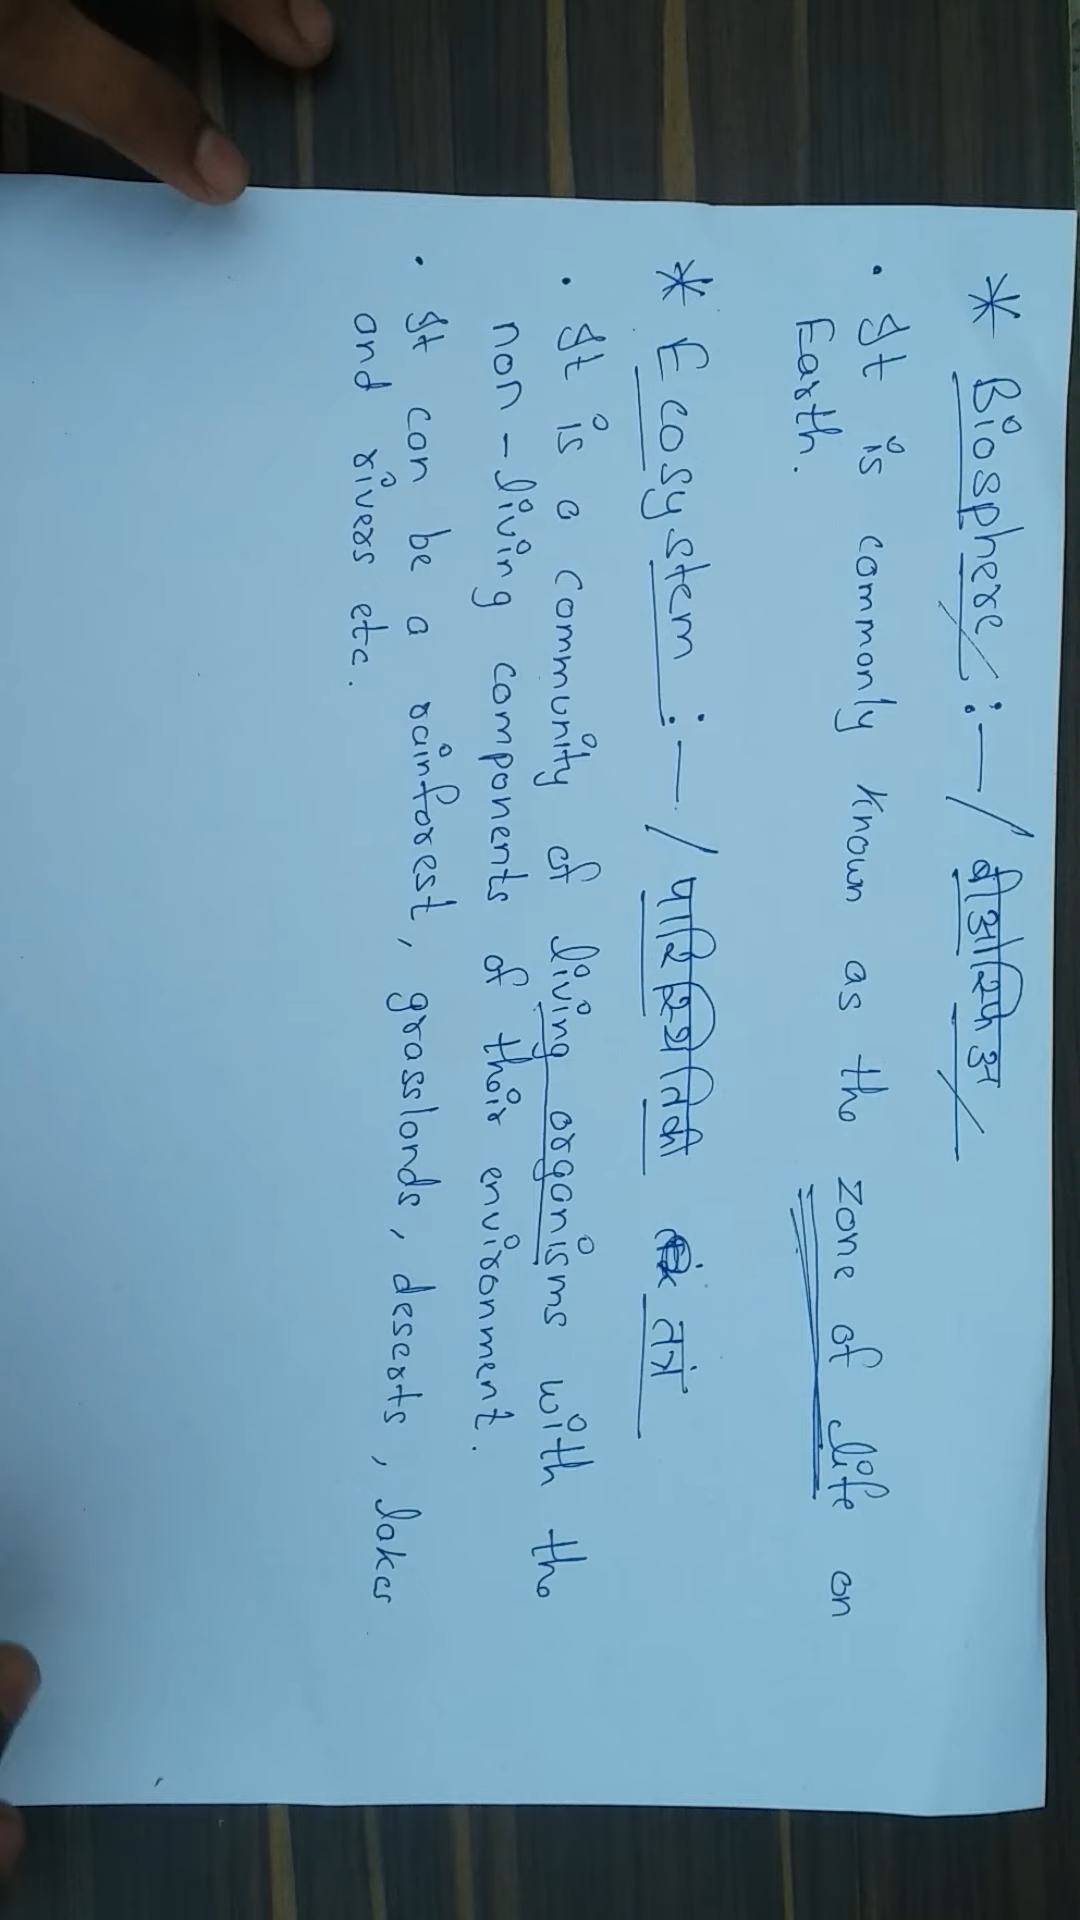 * Biosphere :- / बीओस्फिअ
• It is commonly known as the zone of life on
Earth.
* Ecosystem :- / पारिस्थितिकी तंत्र
• It is a community of living organisms with the
non-living components of their environment.
• It can be a rainforest, grasslands, deserts, lakes
and rivers etc.